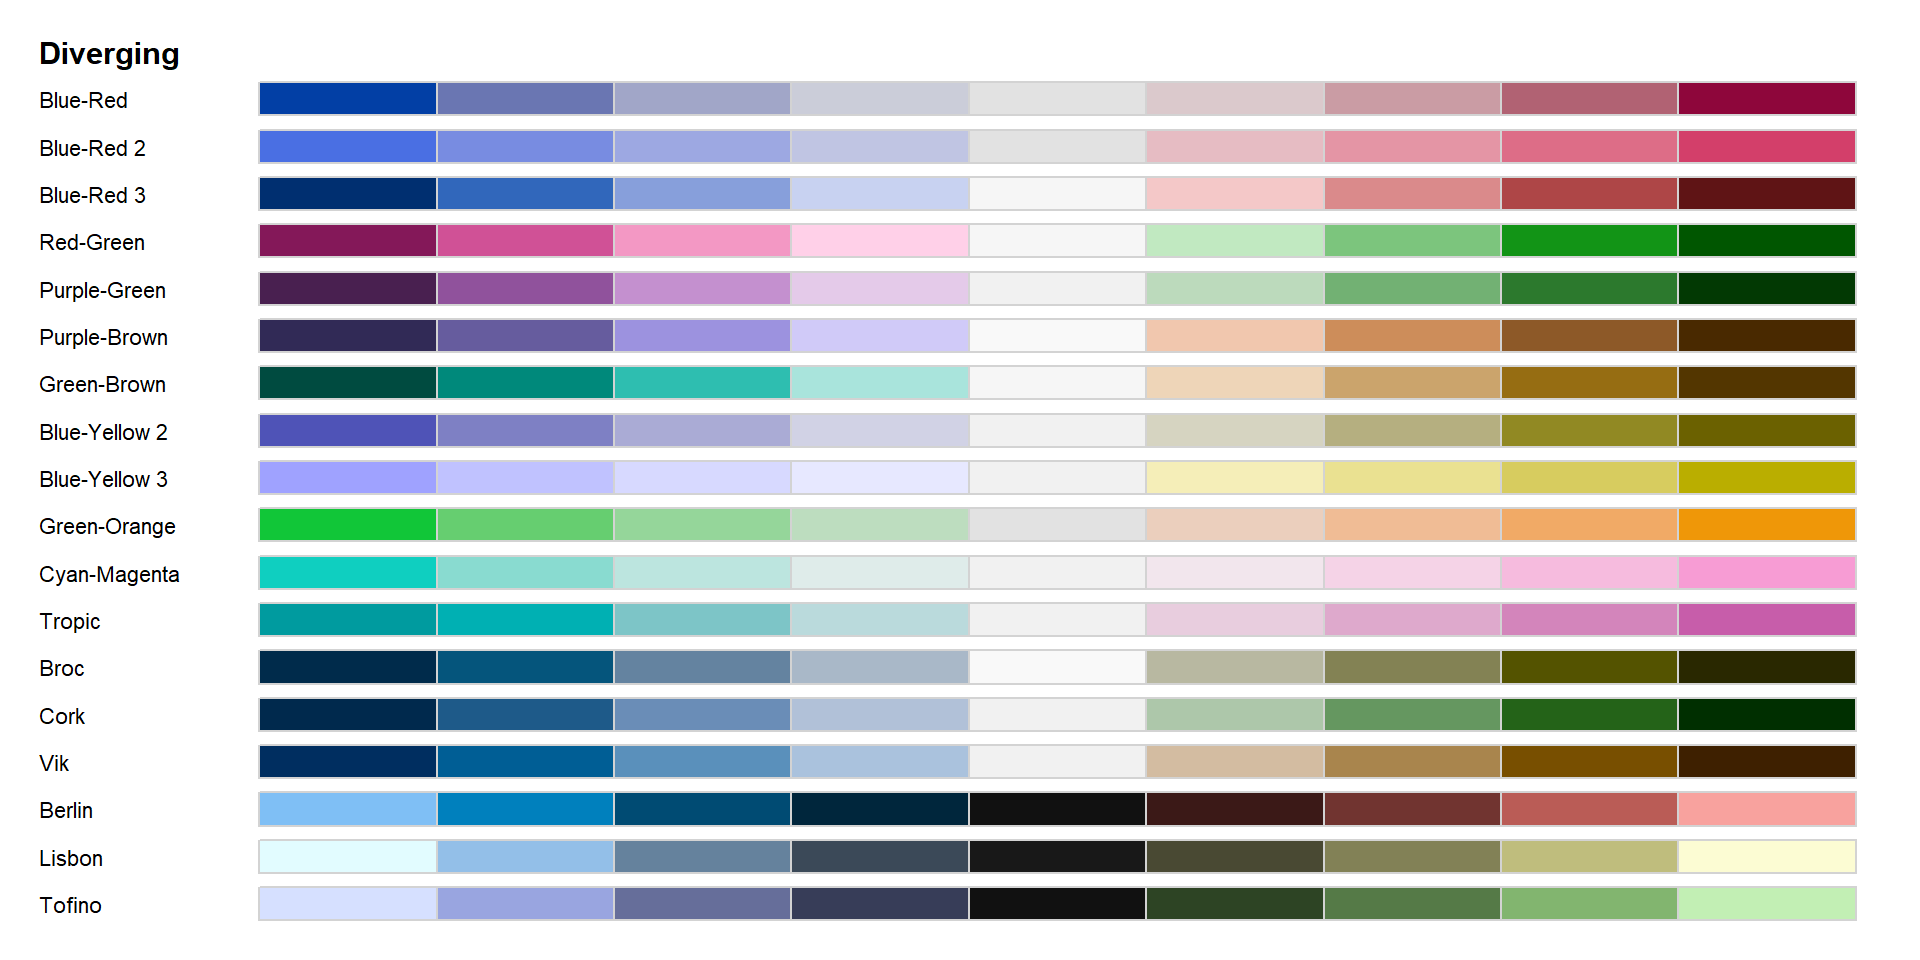 Diverging
Blue-Red
Blue-Red 2
Blue-Red 3
Red-Green
Purple-Green
Purple-Brown
Green-Brown
Blue-Yellow 2
Blue-Yellow 3
Green-Orange
Cyan-Magenta
Tropic
Broc
Cork
Vik
Berlin
Lisbon
Tofino